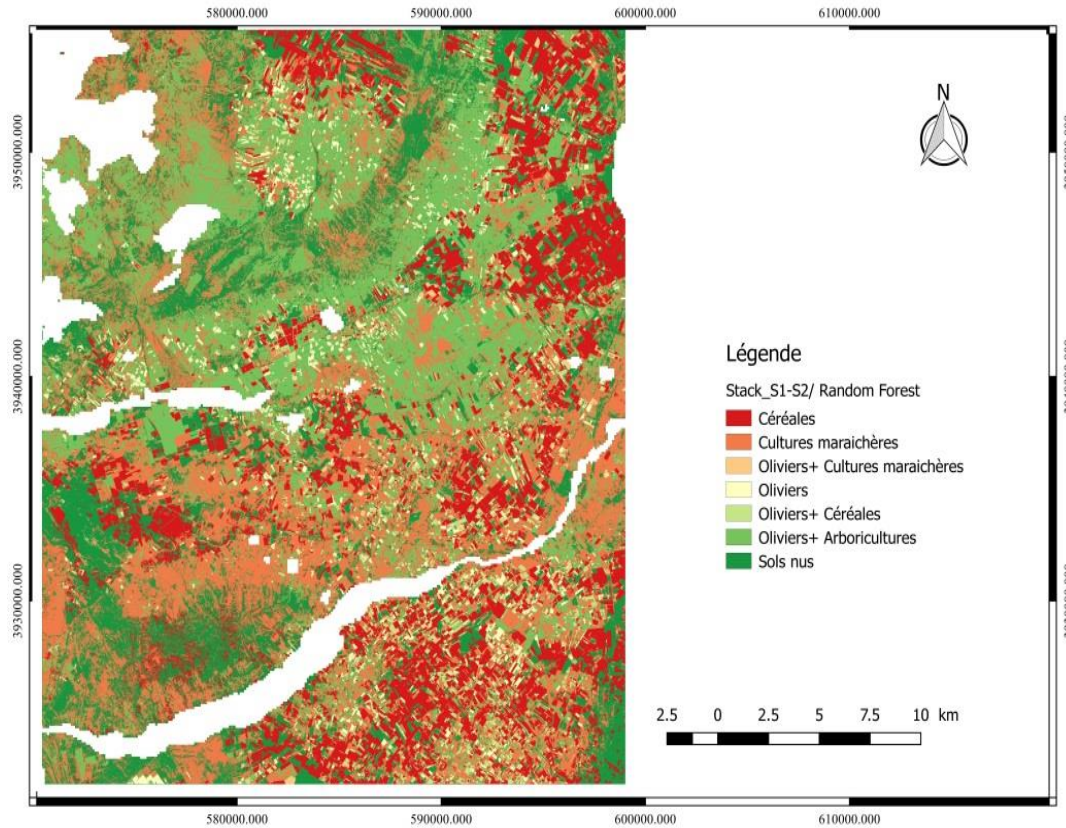 580000.000 590000.000 600000.000 610000.000
3950000.000
3940000.000
3930000.000
N
Légende
Stack_S1-S2/ Random Forest
Céréales
Cultures maraichères
Oliviers+ Cultures maraichères
Oliviers
Oliviers+ Céréales
Oliviers+ Arboricultures
Sols nus
2.5 0 2.5 5 7.5 10 km
580000.000 590000.000 600000.000 610000.000